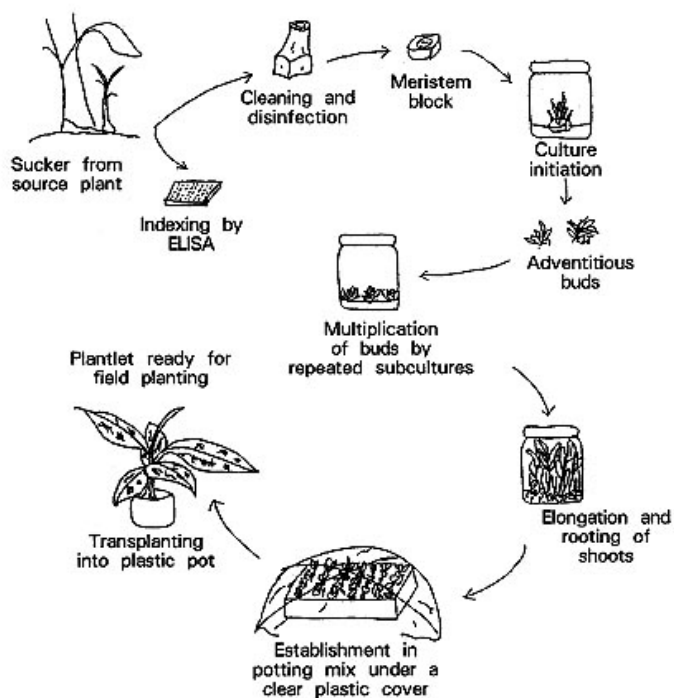 Sucker from
source plant
Cleaning and
disinfection
Meristem
block
Culture
initiation
Indexing by
ELISA
Adventitious
buds
Multiplication
of buds by
repeated subcultures
Elongation and
rooting of
shoots
Establishment in
potting mix under a
clear plastic cover
Transplanting
into plastic pot
Plantlet ready for
field planting